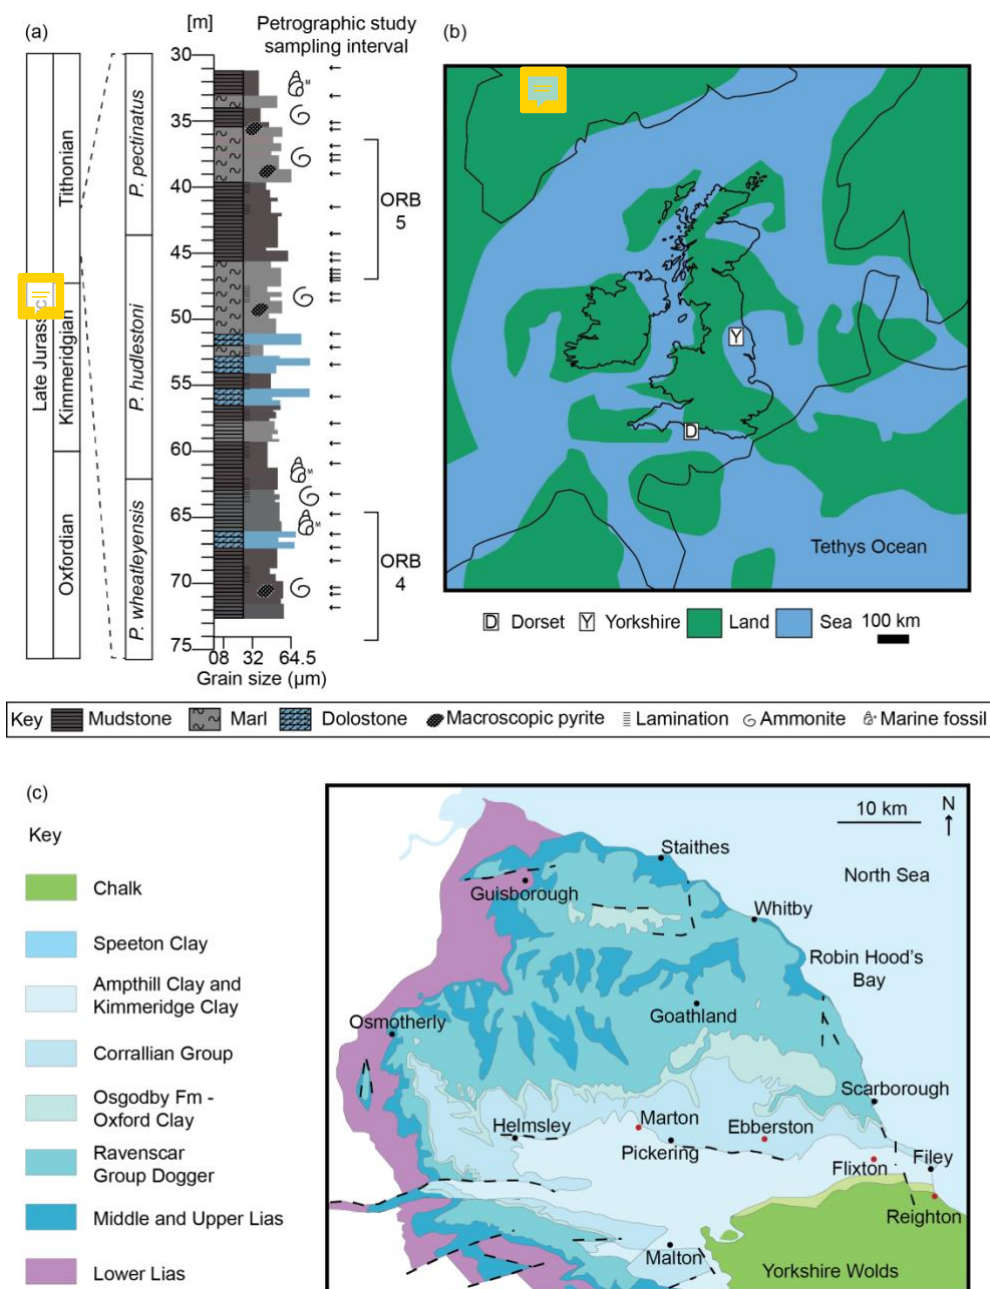 (a)
[m]
Petrographic study
sampling interval
30
35
40
45
50
55
60
65
70
75
Late Jurassic
Tithonian
Kimmeridgian
Oxfordian
P. pectinatus
P. hudlestoni
P. wheatleyensis
M
M
M
ORB
5
ORB
4
08 32 64.5
Grain size (µm)
(b)
Y
D
Tethys Ocean
D Dorset Y Yorkshire Land Sea 100 km
Key Mudstone Marl Dolostone Macroscopic pyrite Lamination Ammonite Marine fossil
(c)
Key
Chalk
Speeton Clay
Ampthill Clay and
Kimmeridge Clay
Corrallian Group
Osgodby Fm -
Oxford Clay
Ravenscar
Group Dogger
Middle and Upper Lias
Lower Lias
10 km
N
Staithes
North Sea
Guisborough
Whitby
Robin Hood's
Bay
Goathland
Osmotherly
Scarborough
Helmsley
Marton
Ebberston
Pickering
Flixton
Filey
Reighton
Malton
Yorkshire Wolds